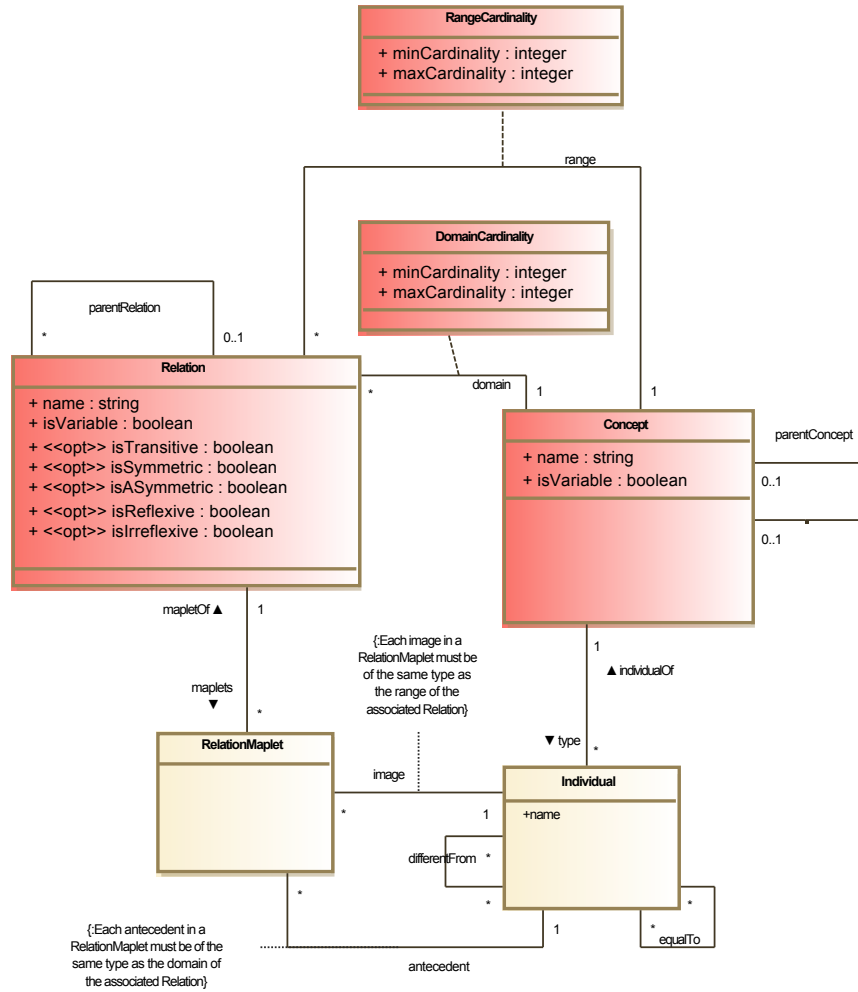 RangeCardinality
+ minCardinality : integer
+ maxCardinality : integer
range
DomainCardinality
+ minCardinality : integer
+ maxCardinality : integer
parentRelation
*
0..1
*
Relation
+ name : string
+ isVariable : boolean
+ <<opt>> isTransitive : boolean
+ <<opt>> isSymmetric : boolean
+ <<opt>> isASymmetric : boolean
+ <<opt>> isReflexive : boolean
+ <<opt>> isIrreflexive : boolean
*
domain
1
1
Concept
+ name : string
+ isVariable : boolean
parentConcept
0..1
0..1
mapletOf ▲
1
maplets
▼
*
{:Each image in a
RelationMaplet must be
of the same type as
the range of the
associated Relation}
1
▲ individualOf
▼ type
*
RelationMaplet
image
*
1
Individual
+name
differentFrom
*
*
*
*
equalTo
*
1
antecedent
{:Each antecedent in a
RelationMaplet must be of the
same type as the domain of
the associated Relation}